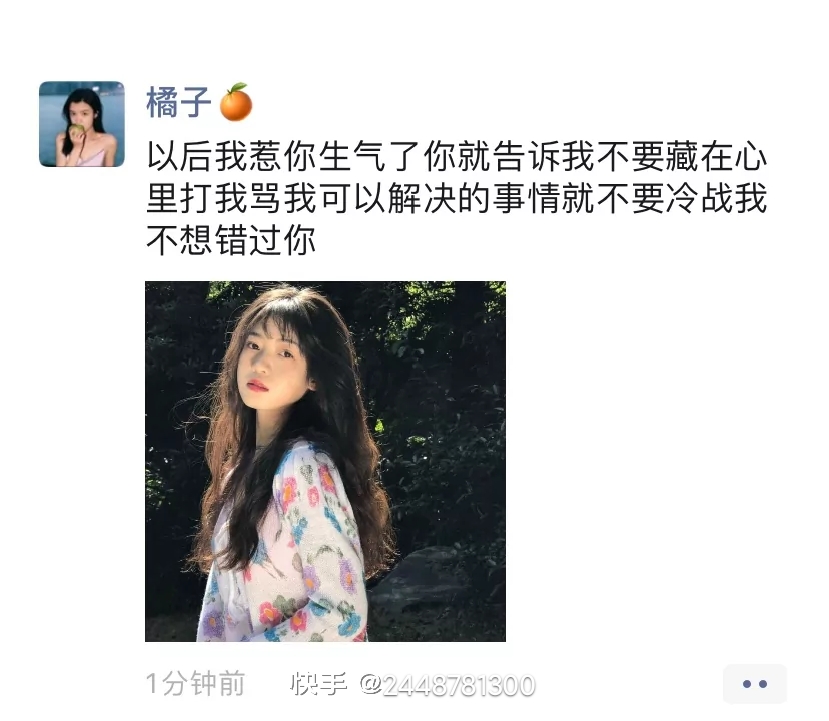 橘子🍊
以后我惹你生气了你就告诉我不要藏在心
里打我骂我可以解决的事情就不要冷战我
不想错过你
1分钟前
快手 @2448781300